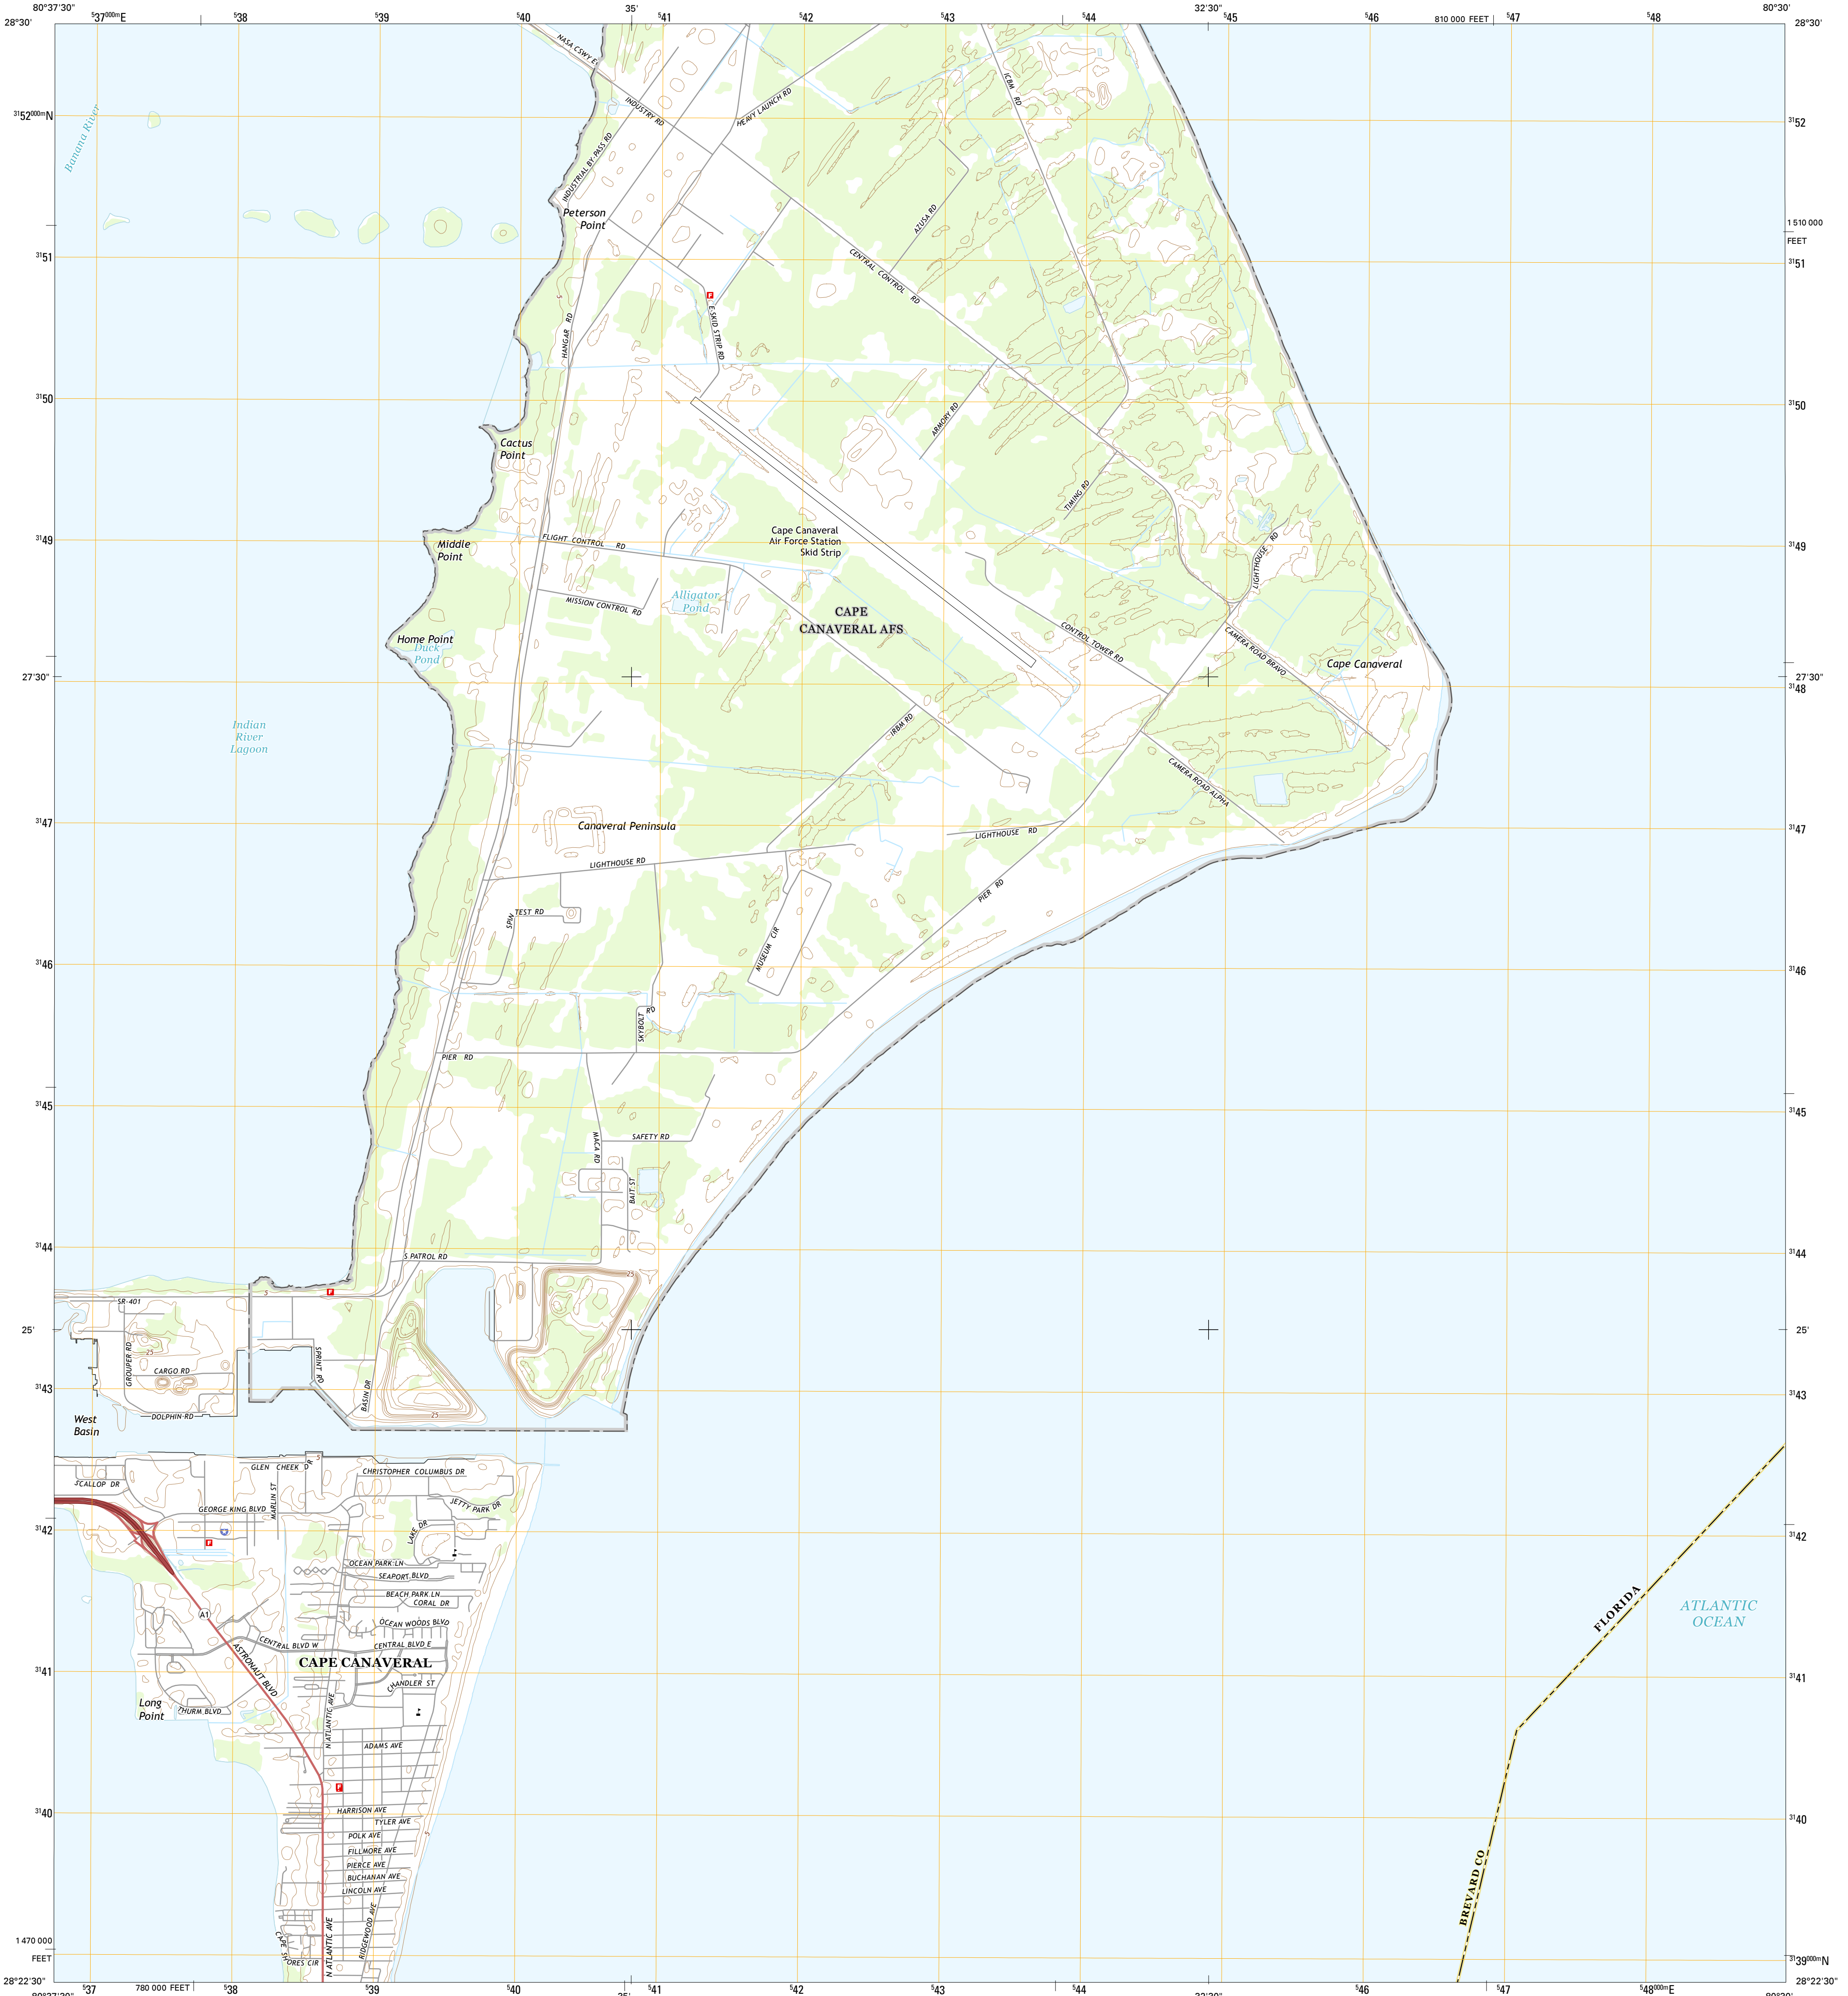 80°37'30"
⁵37⁰⁰⁰ᵐE
⁵38
⁵39
⁵40
35'
⁵41
⁵42
⁵43
⁵44
32'30"
⁵45
⁵46
810 000 FEET
⁵47
⁵48
80°30'
28°30'
28°30'
NASA CSWY E
ICBM RD
INDUSTRY RD
HEAVY LAUNCH RD
³¹52⁰⁰⁰ᵐN
³¹52
Banana River
INDUSTRIAL BY-PASS RD
Peterson
Point
AZUSA RD
1 510 000
FEET
³¹51
³¹51
CENTRAL CONTROL RD
E SKID STRIP RD
HANGAR RD
5
³¹50
³¹50
ARMORY RD
Cactus
Point
TIMING RD
³¹49
³¹49
Middle
Point
FLIGHT CONTROL RD
Cape Canaveral
Air Force Station
Skid Strip
LIGHTHOUSE RD
MISSION CONTROL RD
Alligator
Pond
CAPE
CANAVERAL AFS
Home Point
Duck
Pond
CONTROL TOWER RD
CAMERA ROAD BRAVO
Cape Canaveral
27'30"
27'30"
³¹48
Indian
River
Lagoon
IRBM RD
CAMERA ROAD ALPHA
³¹47
³¹47
Canaveral Peninsula
LIGHTHOUSE RD
LIGHTHOUSE RD
PIER RD
SPIN TEST RD
MUSEUM CIR
³¹46
³¹46
SKYBOLT RD
PIER RD
³¹45
³¹45
MACA RD
SAFETY RD
BAIT ST
³¹44
³¹44
S PATROL RD
25
5
SR-401
25'
25'
GROUPER RD
25
CARGO RD
SPRINT RD
BASIN DR
³¹43
³¹43
DOLPHIN RD
25
West
Basin
5
GLEN CHEEK DR
CHRISTOPHER COLUMBUS DR
SCALLOP DR
MARLIN ST
GEORGE KING BLVD
JETTY PARK DR
³¹42
³¹42
LAKE DR
OCEAN PARK LN
SEAPORT BLVD
BEACH PARK LN
CORAL DR
A1
OCEAN WOODS BLVD
FLORIDA
ATLANTIC
OCEAN
CENTRAL BLVD W
CENTRAL BLVD E
ASTRONAUT BLVD
CAPE CANAVERAL
³¹41
³¹41
CHANDLER ST
Long
Point
THURM BLVD
N ATLANTIC AVE
ADAMS AVE
³¹40
³¹40
HARRISON AVE
TYLER AVE
POLK AVE
5
FILLMORE AVE
PIERCE AVE
BUCHANAN AVE
LINCOLN AVE
BREVARD CO
RIDGEWOOD AVE
N ATLANTIC AVE
CAPE SHORES CIR
1 470 000
FEET
³¹39⁰⁰⁰ᵐN
28°22'30"
28°22'30"
⁵37
780 000 FEET
⁵38
⁵39
⁵40
⁵41
⁵42
⁵43
⁵44
⁵46
⁵47
⁵48⁰⁰⁰ᵐE